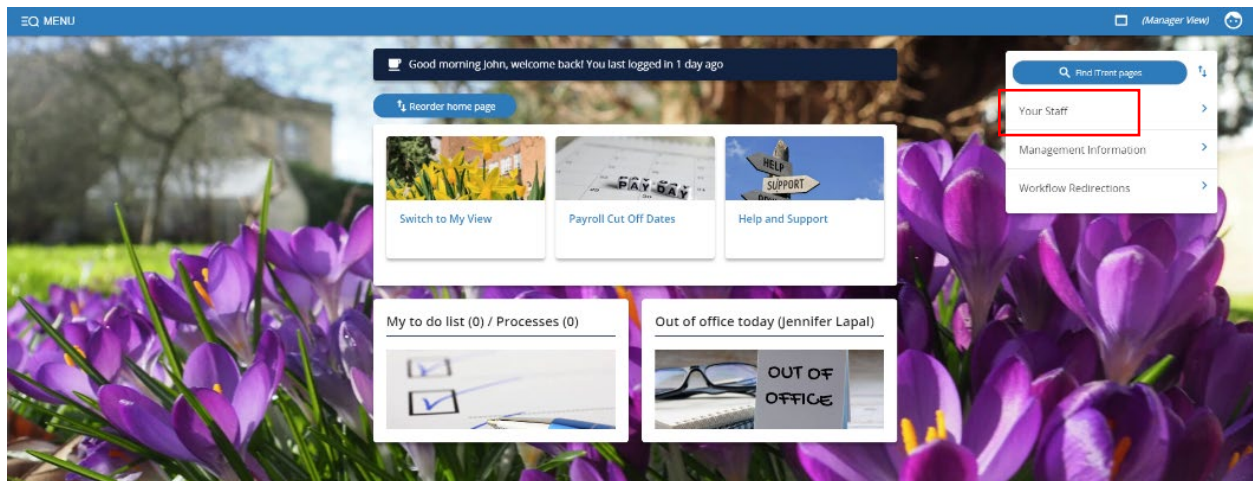 MENU
(Manager View)
Good morning John, welcome back! You last logged in 1 day ago
Reorder home page
PAY DAY
HELP
SUPPORT
Switch to My View
Payroll Cut Off Dates
Help and Support
My to do list (0) / Processes (0)
Out of office today (Jennifer Lapal)
OUT OF
OFFICE
Find iTrent pages
Your Staff
Management Information
Workflow Redirections